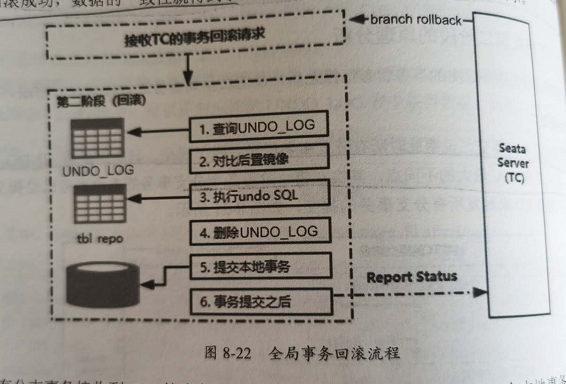 滚成功，数据的一致性就得到
branch rollback
接收TC的事务回滚请求
第二阶段 (回滚)
1. 查询UNDO_LOG
UNDO_LOG
2. 对比后置镜像
3. 执行undo SQL
tbl repo
4. 删除UNDO_LOG
5. 提交本地事务
6. 事务提交之后
Report Status
Seata
Server
(TC)
图 8-22 全局事务回滚流程